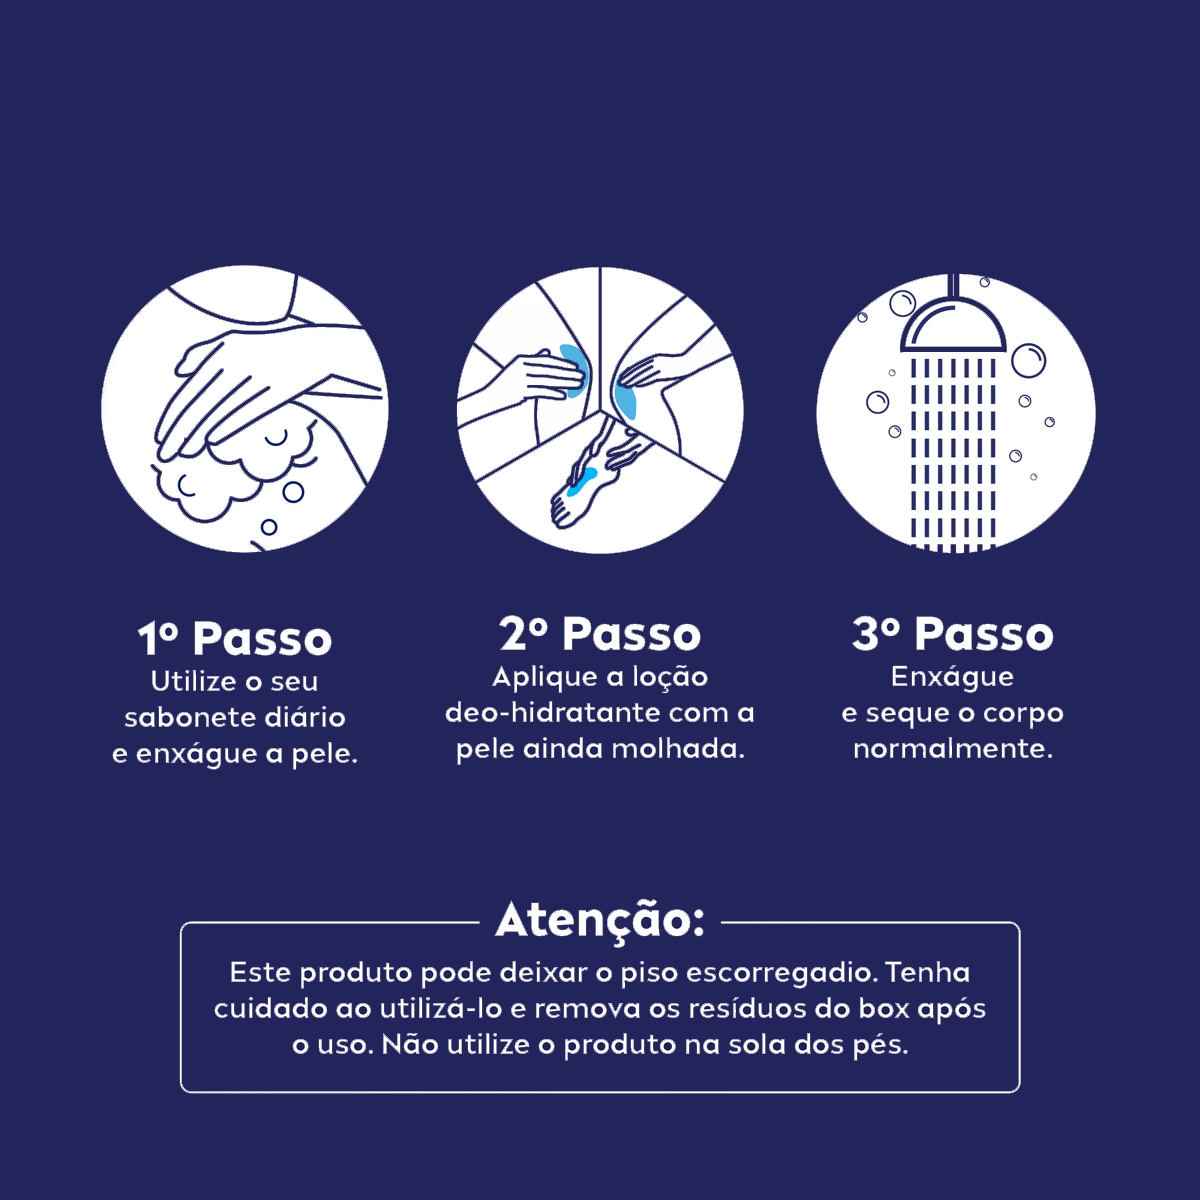 1º Passo
Utilize o seu
sabonete diário
e enxágue a pele.
2º Passo
Aplique a loção
deo-hidratante com a
pele ainda molhada.
3º Passo
Enxágue
e seque o corpo
normalmente.
Atenção:
Este produto pode deixar o piso escorregadio. Tenha
cuidado ao utilizá-lo e remova os resíduos do box após
o uso. Não utilize o produto na sola dos pés.